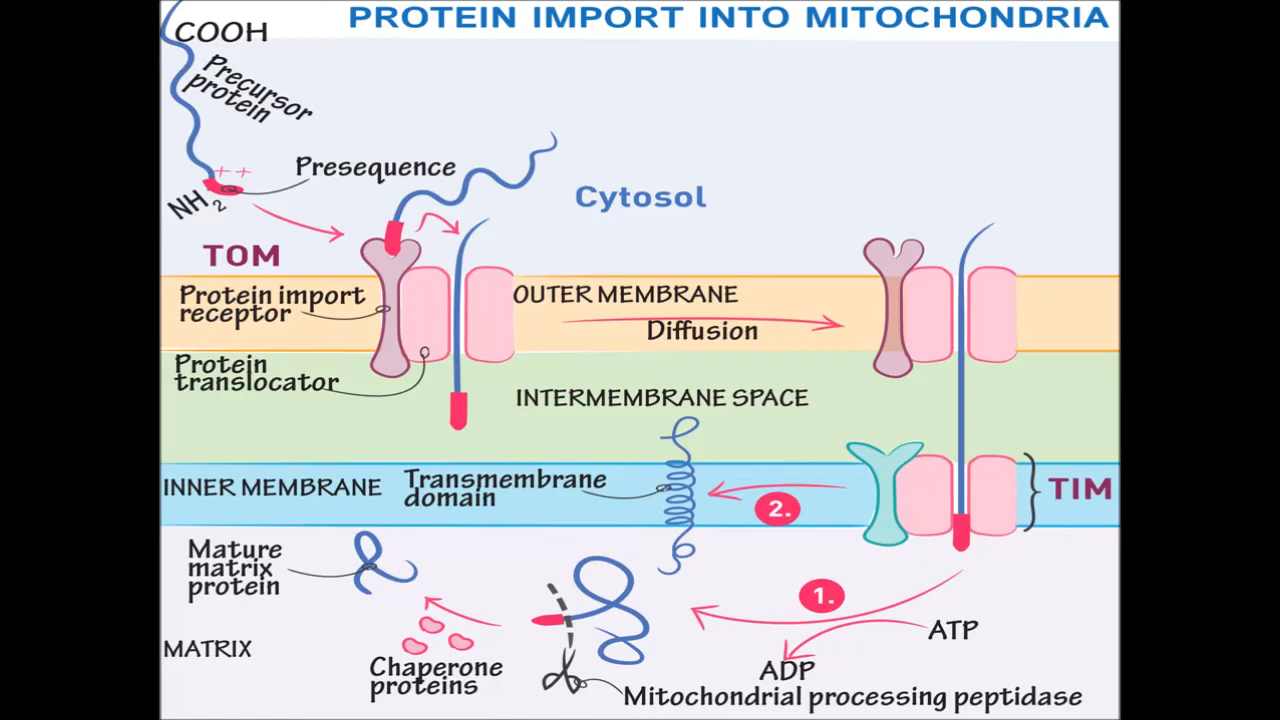 PROTEIN IMPORT INTO MITOCHONDRIA
COOH
Precursor
protein
++
Presequence
NH2
Cytosol
TOM
Protein import
receptor
OUTER MEMBRANE
Diffusion
Protein
translocator
INTERMEMBRANE SPACE
INNER MEMBRANE
Transmembrane
domain
2.
TIM
Mature
matrix
protein
1.
ATP
MATRIX
Chaperone
proteins
ADP
Mitochondrial processing peptidase